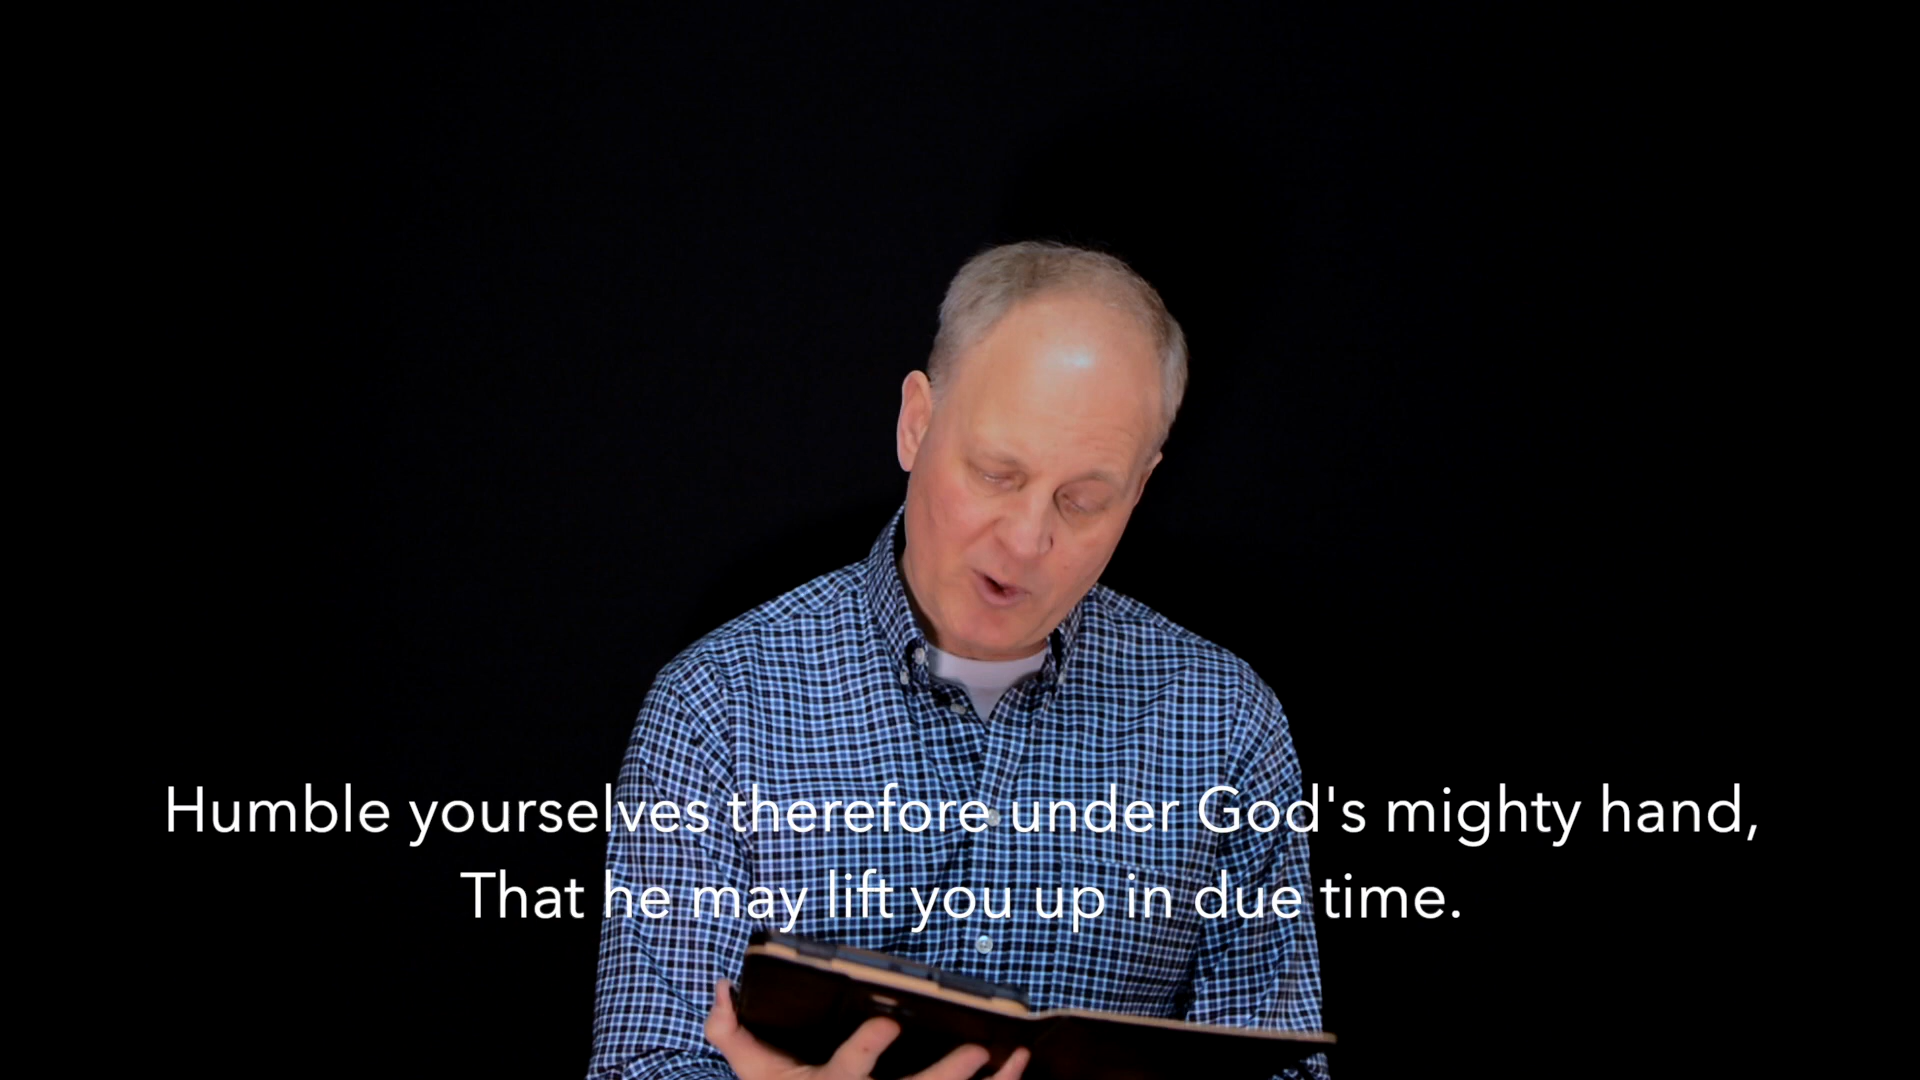 Humble yourselves therefore under God's mighty hand,
That he may lift you up in due time.